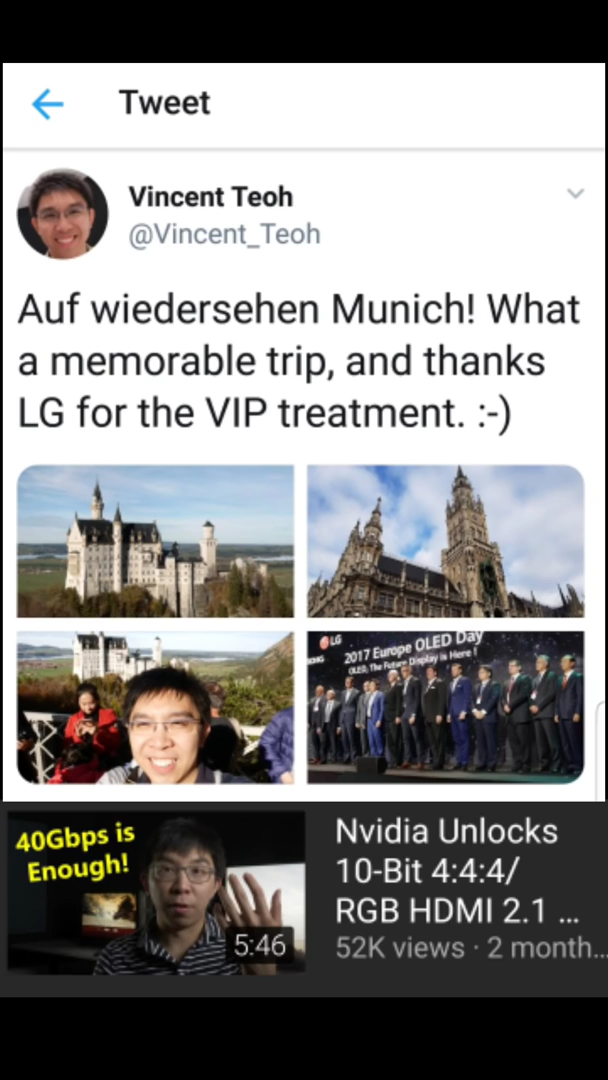 Tweet
Vincent Teoh
@Vincent_Teoh
Auf wiedersehen Munich! What
a memorable trip, and thanks
LG for the VIP treatment. :-)
LG
2017 Europe OLED Day
OLED, The Future Display is Here !
40Gbps is
Enough!
5:46
Nvidia Unlocks
10-Bit 4:4:4/
RGB HDMI 2.1 ...
52K views · 2 month...